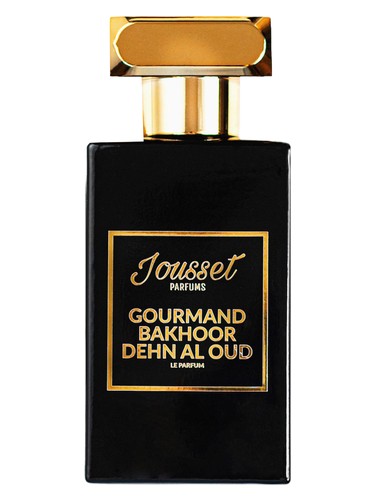 Jousset
PARFUMS
GOURMAND
BAKHOOR
DEHN AL OUD
LE PARFUM